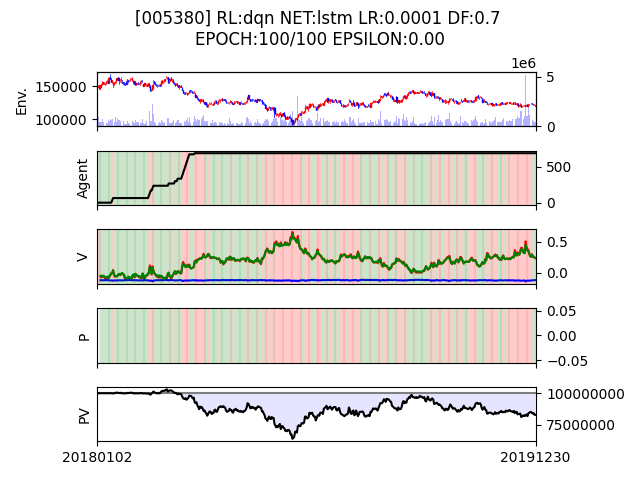 [005380] RL:dqn NET:lstm LR:0.0001 DF:0.7
EPOCH:100/100 EPSILON:0.00
1e6
Env.
150000
100000
5
0
Agent
500
0
V
0.5
0.0
P
0.05
0.00
−0.05
PV
100000000
75000000
20180102
20191230